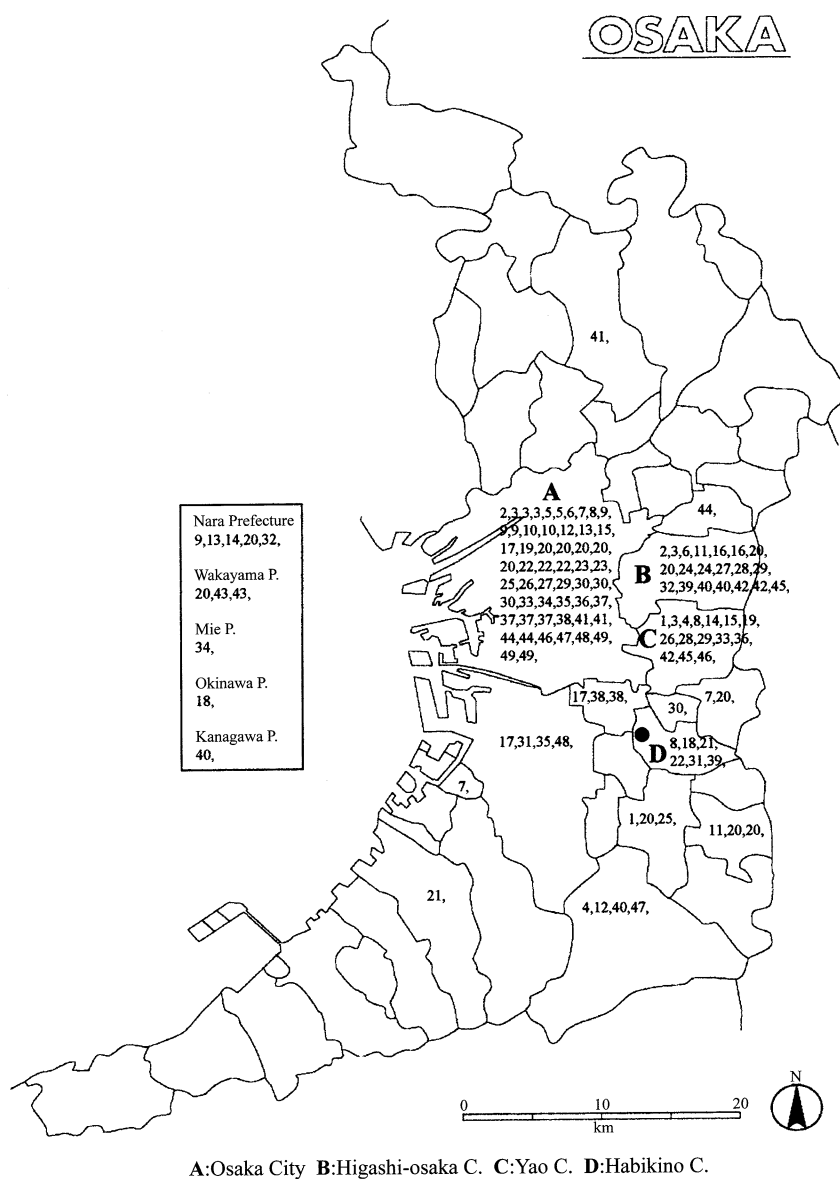 OSAKA
41,
A
2,3,3,3,5,5,6,7,8,9,
9,9,10,10,12,13,15,
17,19,20,20,20,20,
20,22,22,22,23,23,
25,26,27,29,30,30,
30,33,34,35,36,37,
37,37,37,38,41,41,
44,44,46,47,48,49,
49,49,
44,
B
2,3,6,11,16,16,20,
20,24,24,27,28,29,
32,39,40,40,42,42,45,
C
1,3,4,8,14,15,19,
26,28,29,33,36,
42,45,46,
Nara Prefecture
9,13,14,20,32,
Wakayama P.
20,43,43,
Mie P.
34,
Okinawa P.
18,
Kanagawa P.
40,
17,38,38,
30,
7,20,
17,31,35,48,
D
8,18,21,
22,31,39,
7,
1,20,25,
11,20,20,
21,
4,12,40,47,
0 10 20
km
N
A:Osaka City B:Higashi-osaka C. C:Yao C. D:Habikino C.